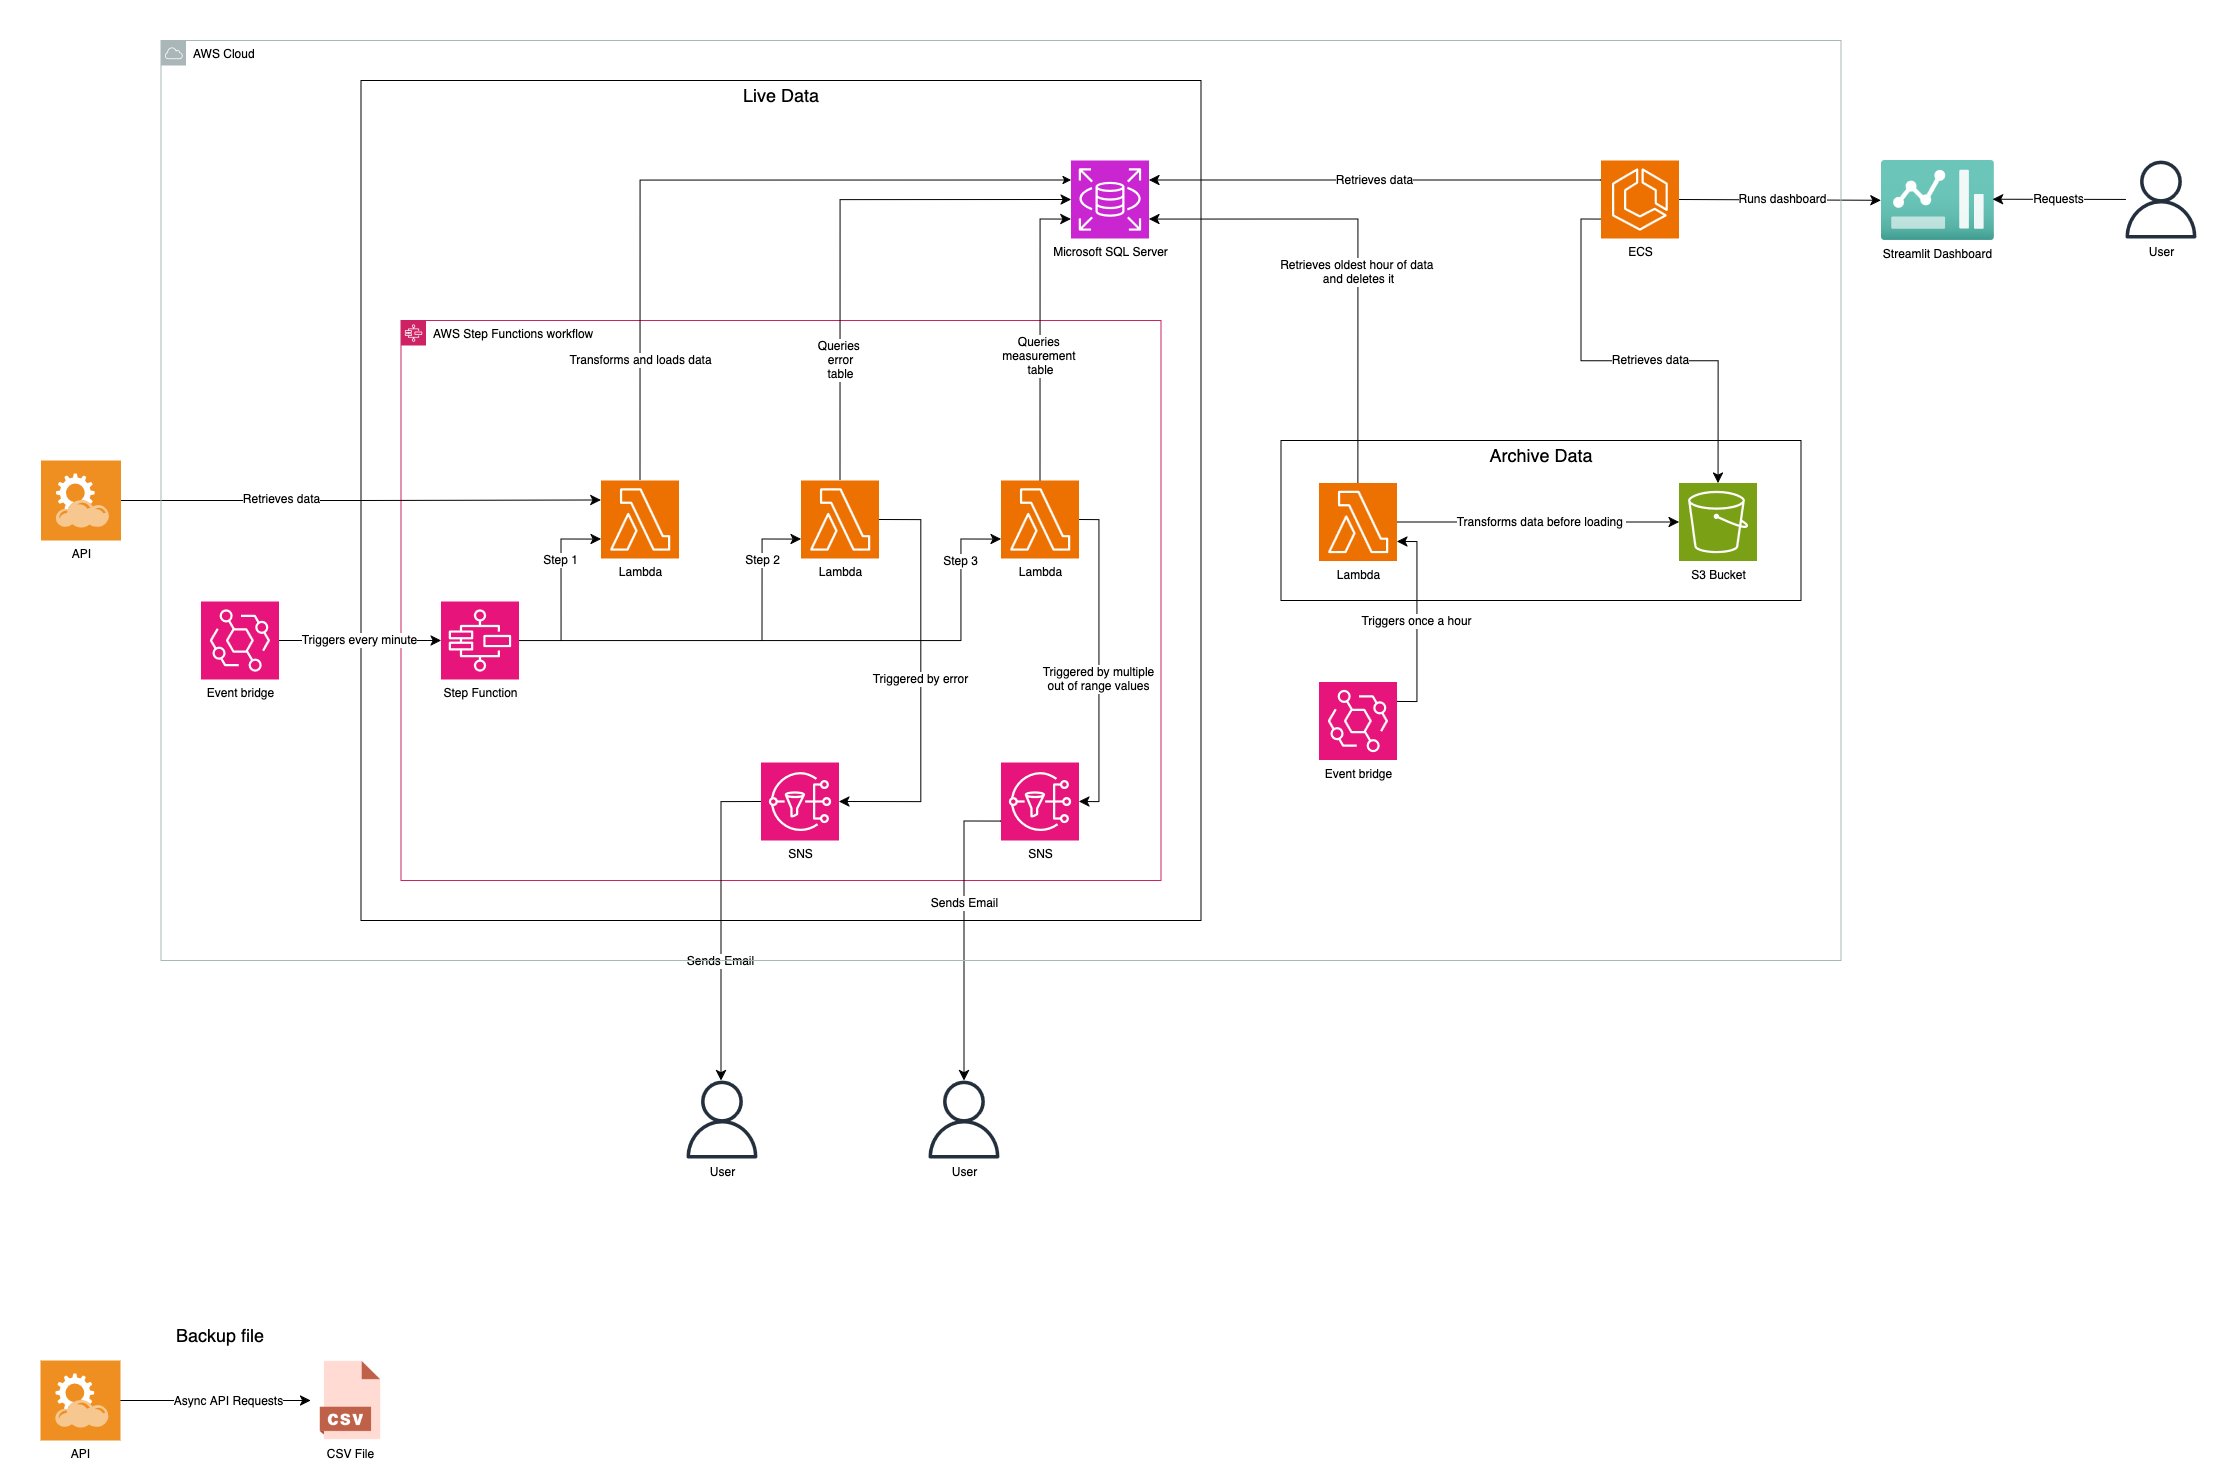 AWS Cloud
Live Data
Microsoft SQL Server
Retrieves data
ECS
Runs dashboard
Streamlit Dashboard
Requests
User
Retrieves oldest hour of data
and deletes it
AWS Step Functions workflow
Transforms and loads data
Queries
error
table
Queries
measurement
table
Retrieves data
Archive Data
API
Retrieves data
Lambda
Lambda
Lambda
Step 1
Step 2
Step 3
Lambda
Transforms data before loading
S3 Bucket
Triggers once a hour
Event bridge
Triggers every minute
Step Function
Event bridge
Triggered by error
Triggered by multiple
out of range values
SNS
SNS
Sends Email
Sends Email
User
User
Backup file
API
Async API Requests
CSV
CSV File